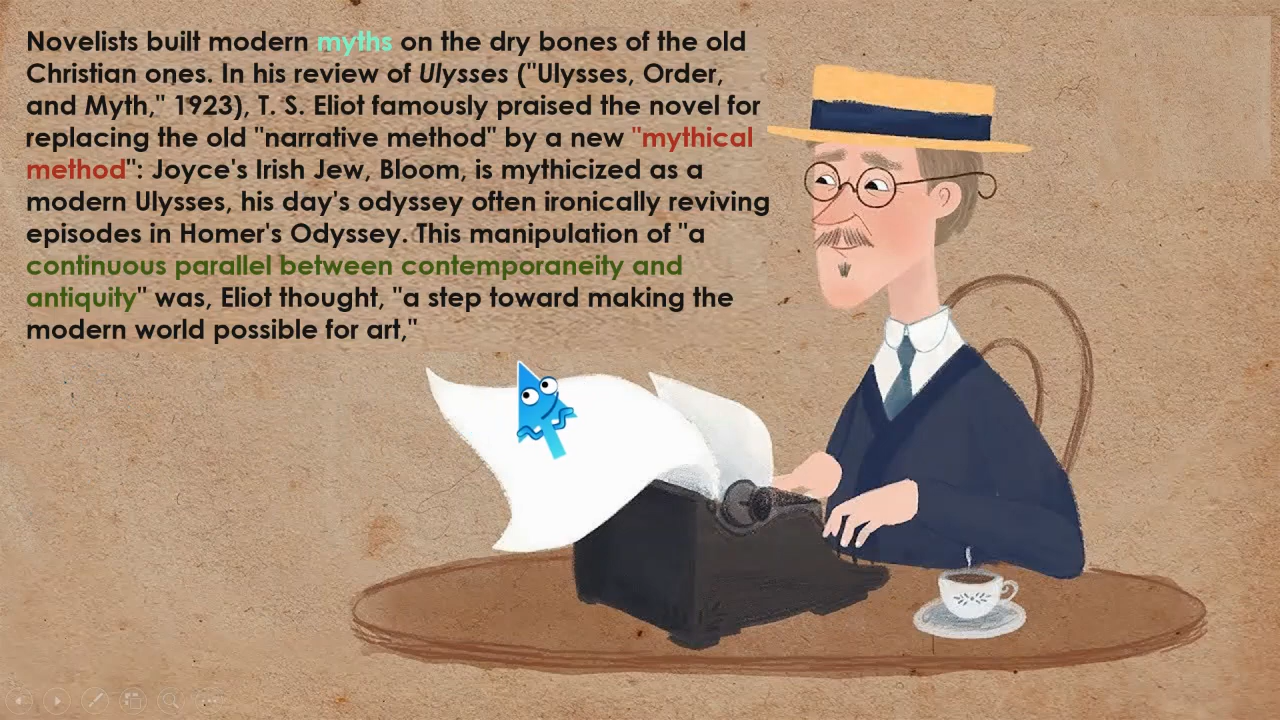 Novelists built modern myths on the dry bones of the old
Christian ones. In his review of Ulysses ("Ulysses, Order,
and Myth," 1923), T. S. Eliot famously praised the novel for
replacing the old "narrative method" by a new "mythical
method": Joyce's Irish Jew, Bloom, is mythicized as a
modern Ulysses, his day's odyssey often ironically reviving
episodes in Homer's Odyssey. This manipulation of "a
continuous parallel between contemporaneity and
antiquity" was, Eliot thought, "a step toward making the
modern world possible for art,"